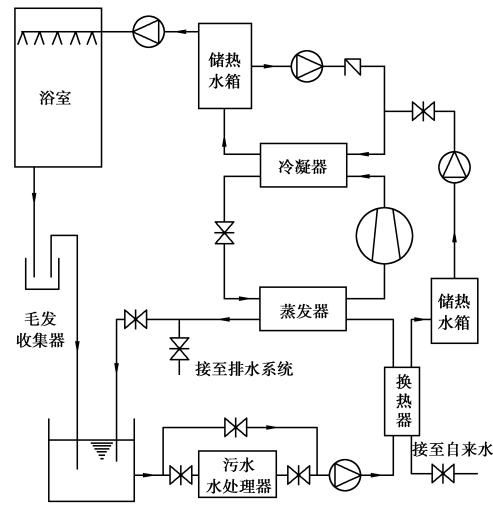 储热
水箱
浴室
冷凝器
蒸发器
储热
水箱
毛发
收集器
接至排水系统
换
热
器
接至自来水
污水
水处理器